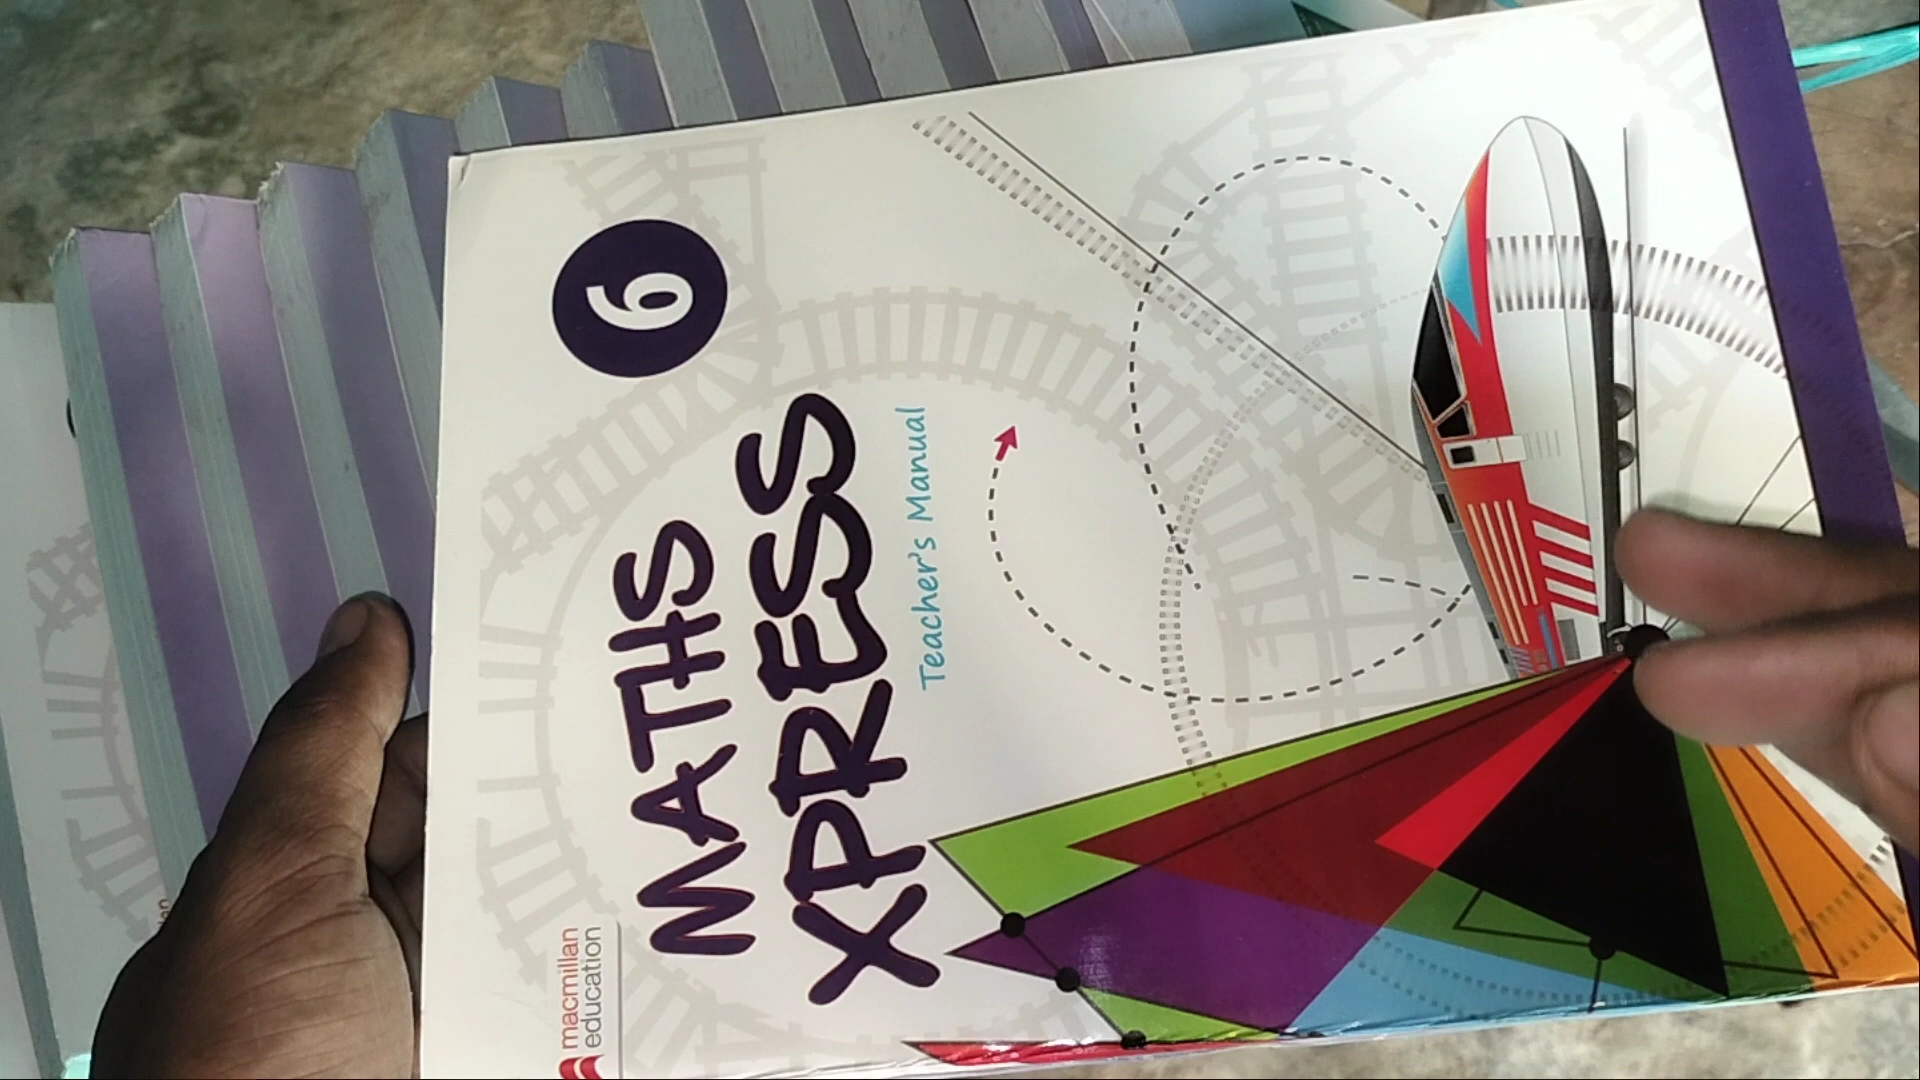 macmillan
education
MATHS
XPRESS
6
Teacher's Manual